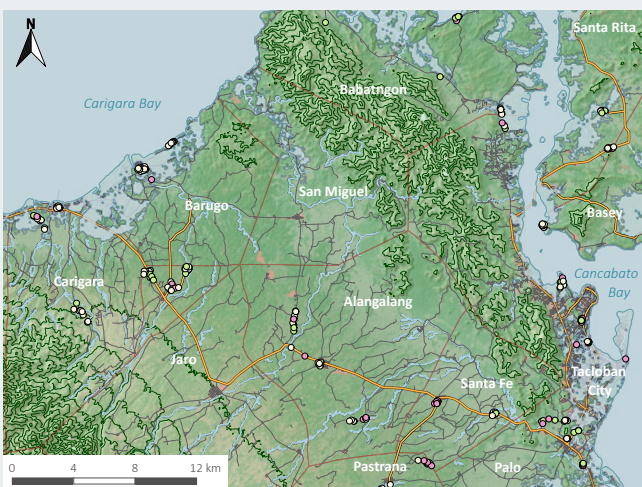 N
Santa Rita
Babatngon
Carigara Bay
San Miguel
Barugo
Basey
Cancabato
Bay
Carigara
Alangalang
Jaro
Santa Fe
Tacloban
City
Pastrana
Palo
0 4 8 12 km